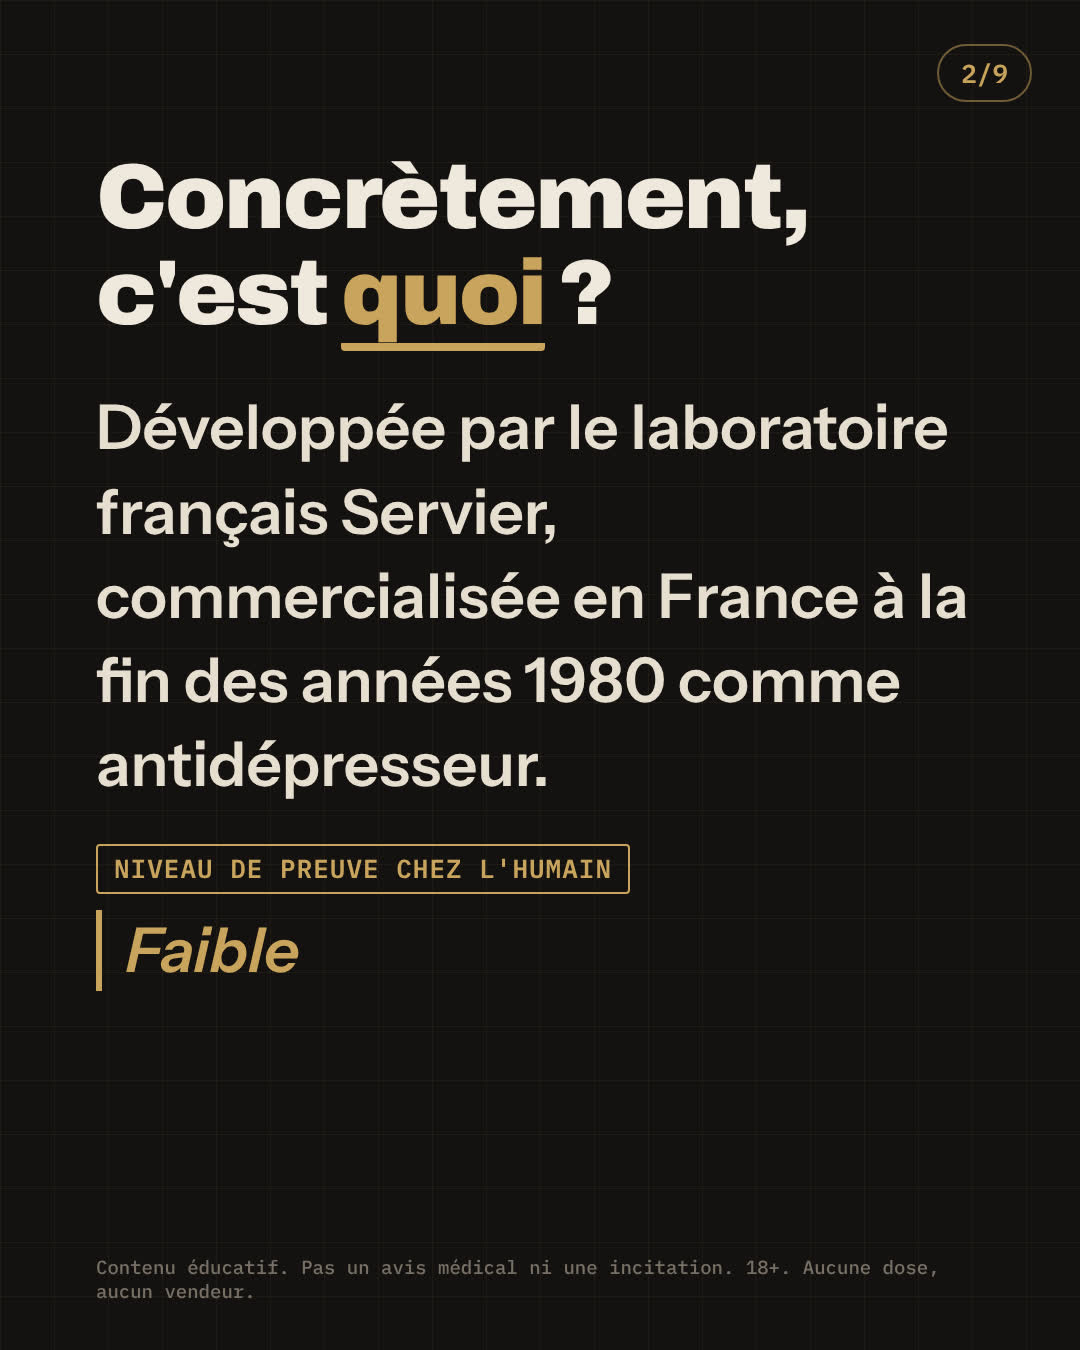 2/9
Concrètement,
c'est quoi ?
Développée par le laboratoire
français Servier,
commercialisée en France à la
fin des années 1980 comme
antidépresseur.
NIVEAU DE PREUVE CHEZ L'HUMAIN
Faible
Contenu éducatif. Pas un avis médical ni une incitation. 18+. Aucune dose,
aucun vendeur.